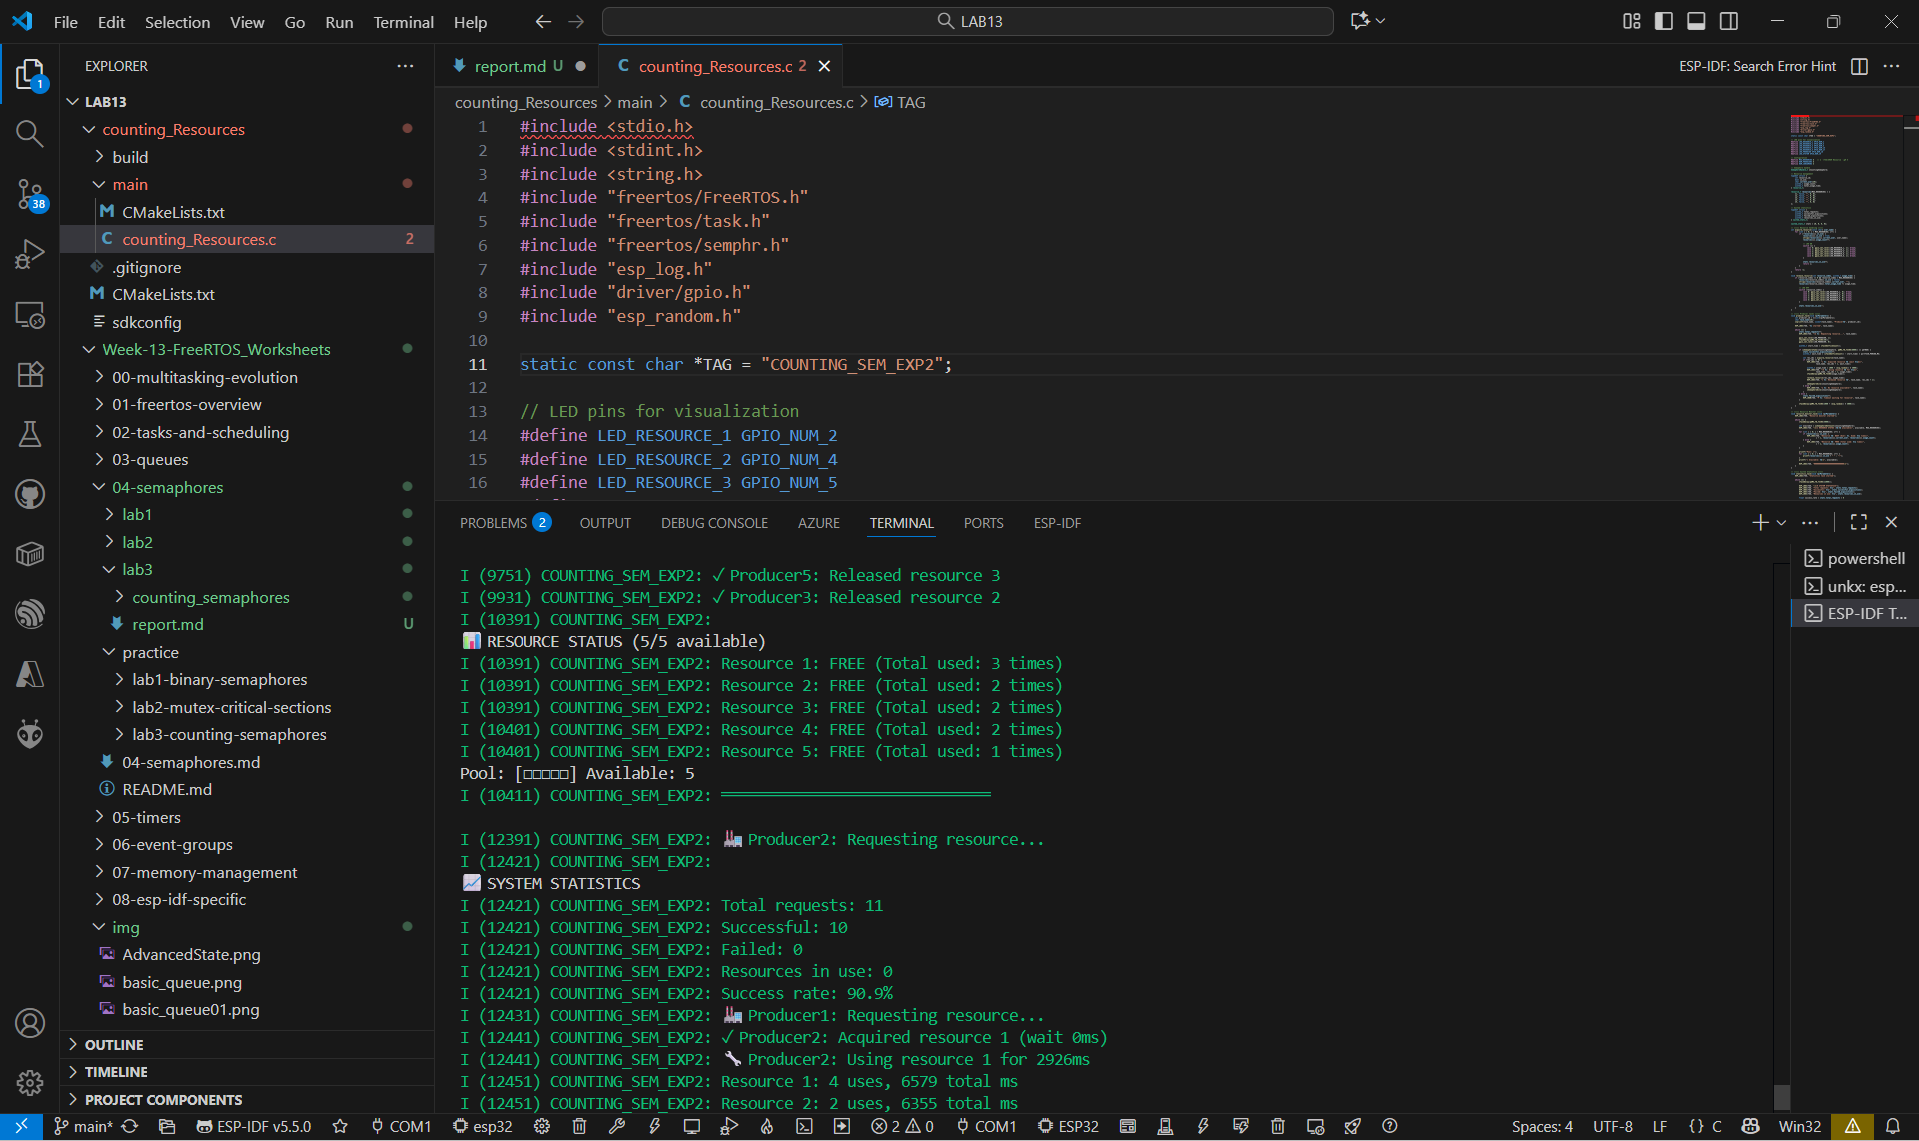 File Edit Selection View Go Run Terminal Help
LAB13
EXPLORER
LAB13
counting_Resources
build
main
CMakeLists.txt
counting_Resources.c 2
.gitignore
CMakeLists.txt
sdkconfig
Week-13-FreeRTOS_Worksheets
00-multitasking-evolution
01-freertos-overview
02-tasks-and-scheduling
03-queues
04-semaphores
lab1
lab2
lab3
counting_semaphores
report.md U
practice
lab1-binary-semaphores
lab2-mutex-critical-sections
lab3-counting-semaphores
04-semaphores.md
README.md
05-timers
06-event-groups
07-memory-management
08-esp-idf-specific
img
AdvancedState.png
basic_queue.png
basic_queue01.png
OUTLINE
TIMELINE
PROJECT COMPONENTS
1
38
report.md U
counting_Resources.c 2
ESP-IDF: Search Error Hint
counting_Resources > main > C counting_Resources.c > TAG
1 #include <stdio.h>
2 #include <stdint.h>
3 #include <string.h>
4 #include "freertos/FreeRTOS.h"
5 #include "freertos/task.h"
6 #include "freertos/semphr.h"
7 #include "esp_log.h"
8 #include "driver/gpio.h"
9 #include "esp_random.h"
10
11 static const char *TAG = "COUNTING_SEM_EXP2";
12
13 // LED pins for visualization
14 #define LED_RESOURCE_1 GPIO_NUM_2
15 #define LED_RESOURCE_2 GPIO_NUM_4
16 #define LED_RESOURCE_3 GPIO_NUM_5
PROBLEMS 2 OUTPUT DEBUG CONSOLE AZURE TERMINAL PORTS ESP-IDF
I (9751) COUNTING_SEM_EXP2: ✓ Producer5: Released resource 3
I (9931) COUNTING_SEM_EXP2: ✓ Producer3: Released resource 2
I (10391) COUNTING_SEM_EXP2:
📊 RESOURCE STATUS (5/5 available)
I (10391) COUNTING_SEM_EXP2: Resource 1: FREE (Total used: 3 times)
I (10391) COUNTING_SEM_EXP2: Resource 2: FREE (Total used: 2 times)
I (10391) COUNTING_SEM_EXP2: Resource 3: FREE (Total used: 2 times)
I (10401) COUNTING_SEM_EXP2: Resource 4: FREE (Total used: 2 times)
I (10401) COUNTING_SEM_EXP2: Resource 5: FREE (Total used: 1 times)
Pool: [□□□□□] Available: 5
I (10411) COUNTING_SEM_EXP2: ══════════════════════════════
I (12391) COUNTING_SEM_EXP2: 🏭 Producer2: Requesting resource...
I (12421) COUNTING_SEM_EXP2:
📈 SYSTEM STATISTICS
I (12421) COUNTING_SEM_EXP2: Total requests: 11
I (12421) COUNTING_SEM_EXP2: Successful: 10
I (12421) COUNTING_SEM_EXP2: Failed: 0
I (12421) COUNTING_SEM_EXP2: Resources in use: 0
I (12421) COUNTING_SEM_EXP2: Success rate: 90.9%
I (12431) COUNTING_SEM_EXP2: 🏭 Producer1: Requesting resource...
I (12441) COUNTING_SEM_EXP2: ✓ Producer2: Acquired resource 1 (wait 0ms)
I (12441) COUNTING_SEM_EXP2: 🔧 Producer2: Using resource 1 for 2926ms
I (12451) COUNTING_SEM_EXP2: Resource 1: 4 uses, 6579 total ms
I (12451) COUNTING_SEM_EXP2: Resource 2: 2 uses, 6355 total ms
powershell
unkx: esp...
ESP-IDF T...
main* ESP-IDF v5.5.0 COM1 esp32 2 0 COM1 ESP32 Spaces: 4 UTF-8 LF {} C Win32